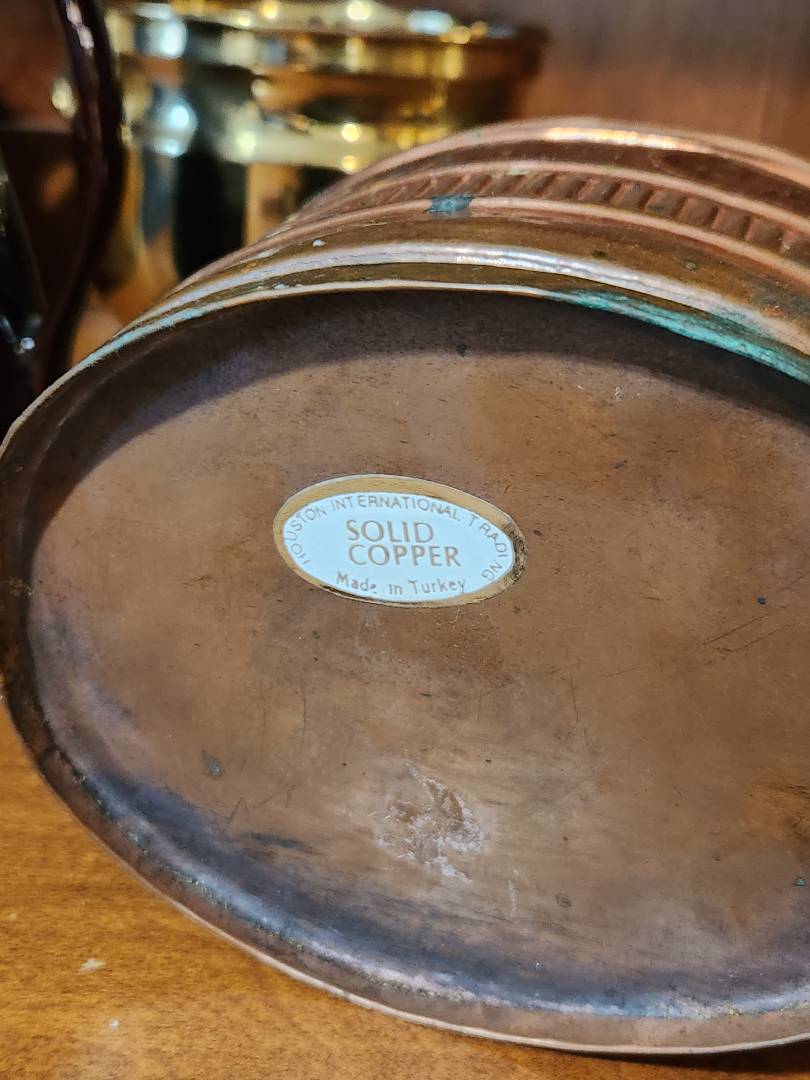 HOUSTON INTERNATIONAL TRADING
SOLID
COPPER
Made in Turkey